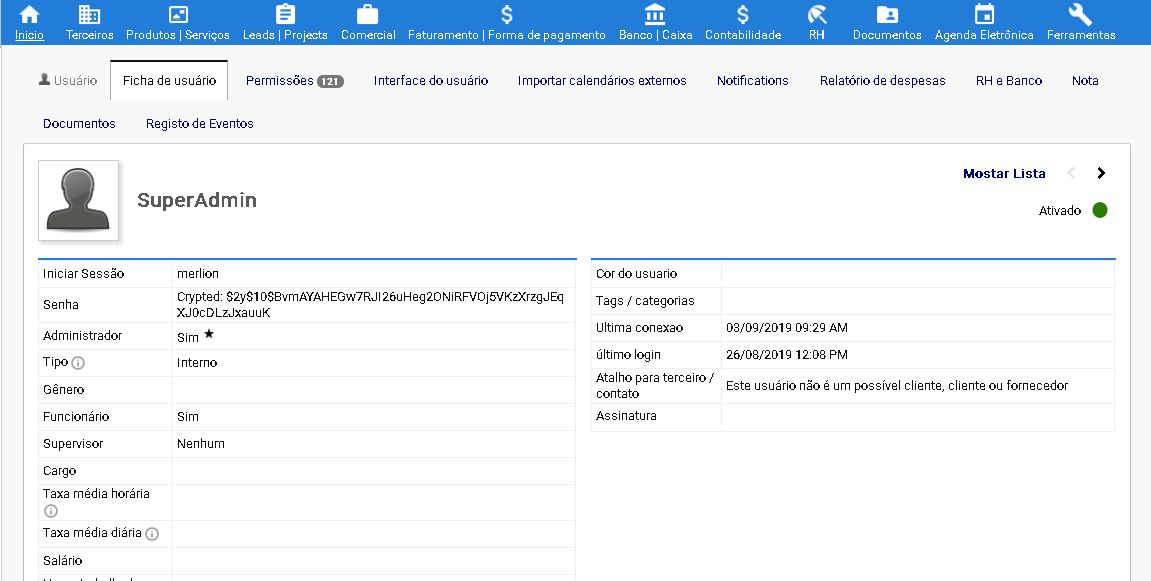 Inicio Terceiros Produtos | Serviços Leads | Projects Comercial Faturamento | Forma de pagamento Banco | Caixa Contabilidade RH Documentos Agenda Eletrônica Ferramentas
Usuário Ficha de usuário Permissões 121 Interface do usuário Importar calendários externos Notifications Relatório de despesas RH e Banco Nota
Documentos Registo de Eventos
Mostar Lista
SuperAdmin
Ativado
Iniciar Sessão merlion
Senha Crypted: $2y$10$BvmAYAHEGw7RJI26uHeg2ONiRFVOj5VKzXrzgJEq
XJ0cDLzJxauuK
Administrador Sim
Tipo Interno
Gênero
Funcionário Sim
Supervisor Nenhum
Cargo
Taxa média horária
Taxa média diária
Salário
Cor do usuario
Tags / categorias
Ultima conexao 03/09/2019 09:29 AM
último login 26/08/2019 12:08 PM
Atalho para terceiro /
contato Este usuário não é um possível cliente, cliente ou fornecedor
Assinatura